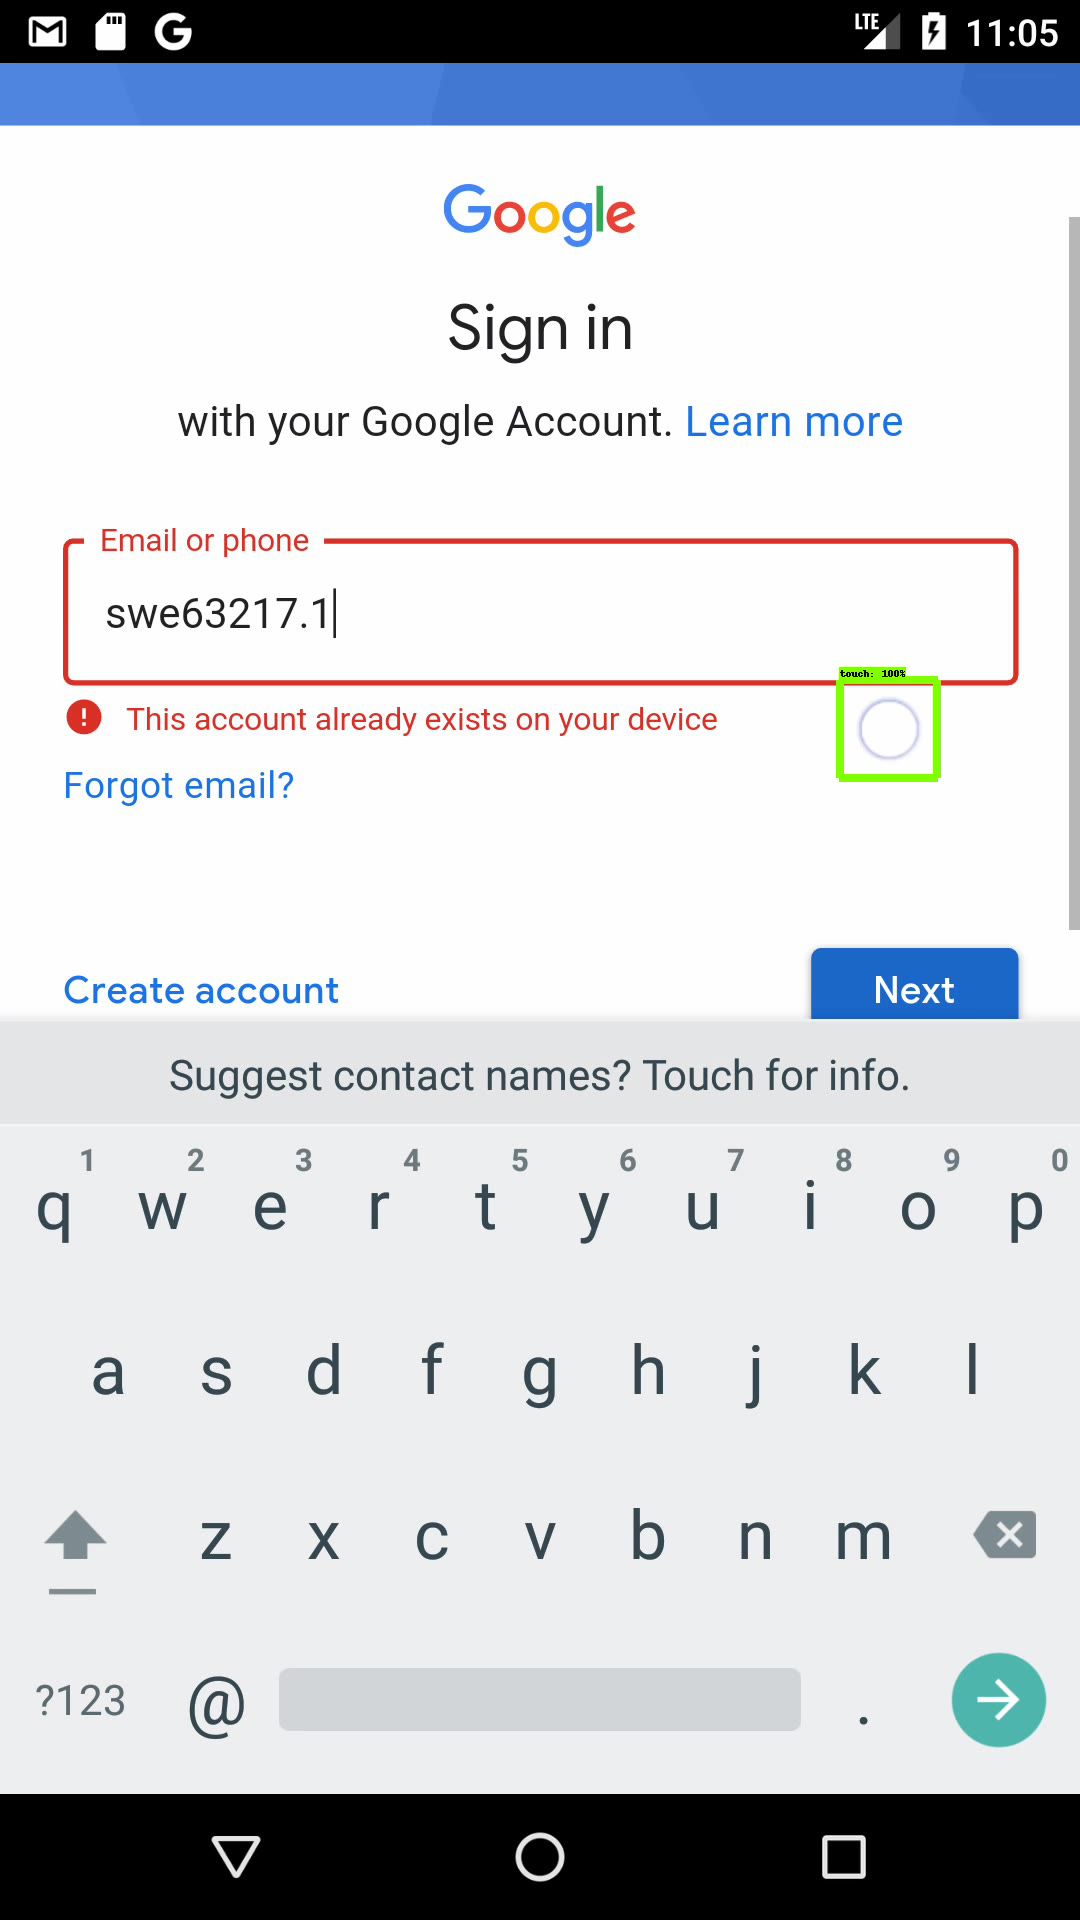 LTE 11:05
Google
Sign in
with your Google Account. Learn more
Email or phone
swe63217.1
touch: 100%
This account already exists on your device
Forgot email?
Create account
Next
Suggest contact names? Touch for info.
1 2 3 4 5 6 7 8 9 0
q w e r t y u i o p
a s d f g h j k l
z x c v b n m
?123 @ .